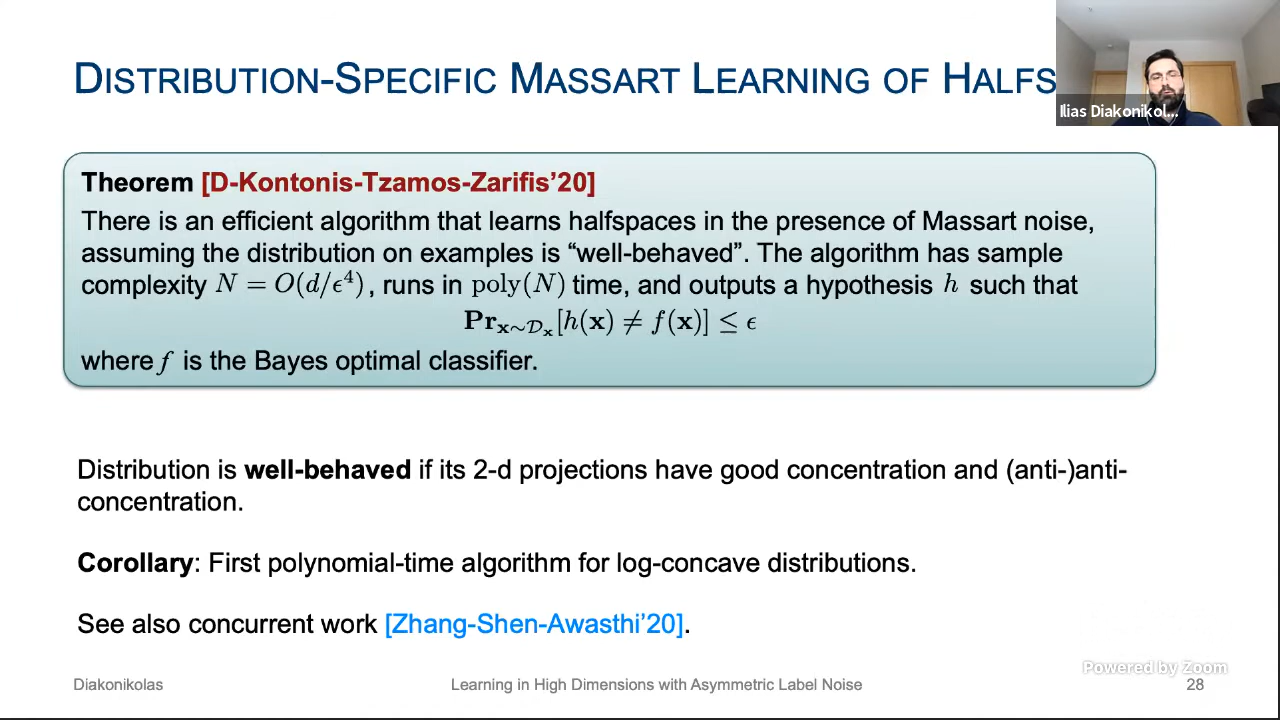 DISTRIBUTION-SPECIFIC MASSART LEARNING OF HALFS
Ilias Diakonikol...
Theorem [D-Kontonis-Tzamos-Zarifis’20]
There is an efficient algorithm that learns halfspaces in the presence of Massart noise,
assuming the distribution on examples is “well-behaved”. The algorithm has sample
complexity N = O(d/ϵ⁴), runs in poly(N) time, and outputs a hypothesis h such that
Pr_{x∼D_x}[h(x) ≠ f(x)] ≤ ϵ
where f is the Bayes optimal classifier.
Distribution is well-behaved if its 2-d projections have good concentration and (anti-)anti-
concentration.
Corollary: First polynomial-time algorithm for log-concave distributions.
See also concurrent work [Zhang-Shen-Awasthi’20].
Powered by Zoom
Diakonikolas Learning in High Dimensions with Asymmetric Label Noise 28